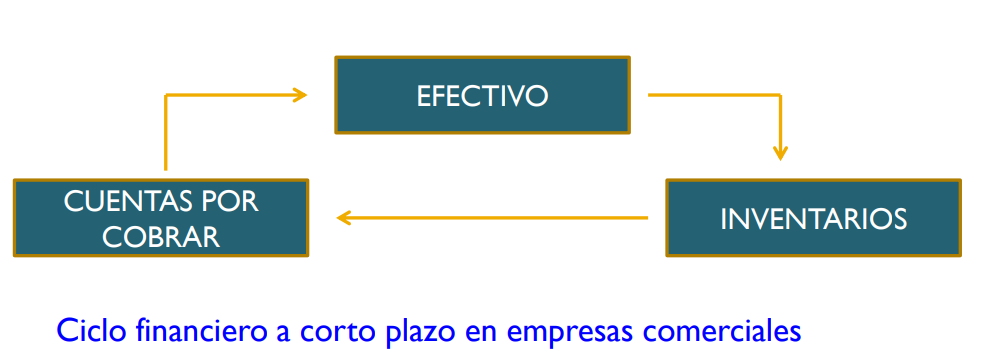 EFECTIVO
CUENTAS POR
COBRAR
INVENTARIOS
Ciclo financiero a corto plazo en empresas comerciales